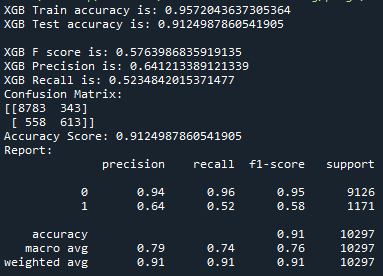 XGB Train accuracy is: 0.9572043637305364
XGB Test accuracy is: 0.9124987860541905
XGB F score is: 0.5763986835919135
XGB Precision is: 0.641213389121339
XGB Recall is: 0.5234842015371477
Confusion Matrix:
[[8783 343]
[ 558 613]]
Accuracy Score: 0.9124987860541905
Report:
precision recall f1-score support
0 0.94 0.96 0.95 9126
1 0.64 0.52 0.58 1171
accuracy 0.91 10297
macro avg 0.79 0.74 0.76 10297
weighted avg 0.91 0.91 0.91 10297